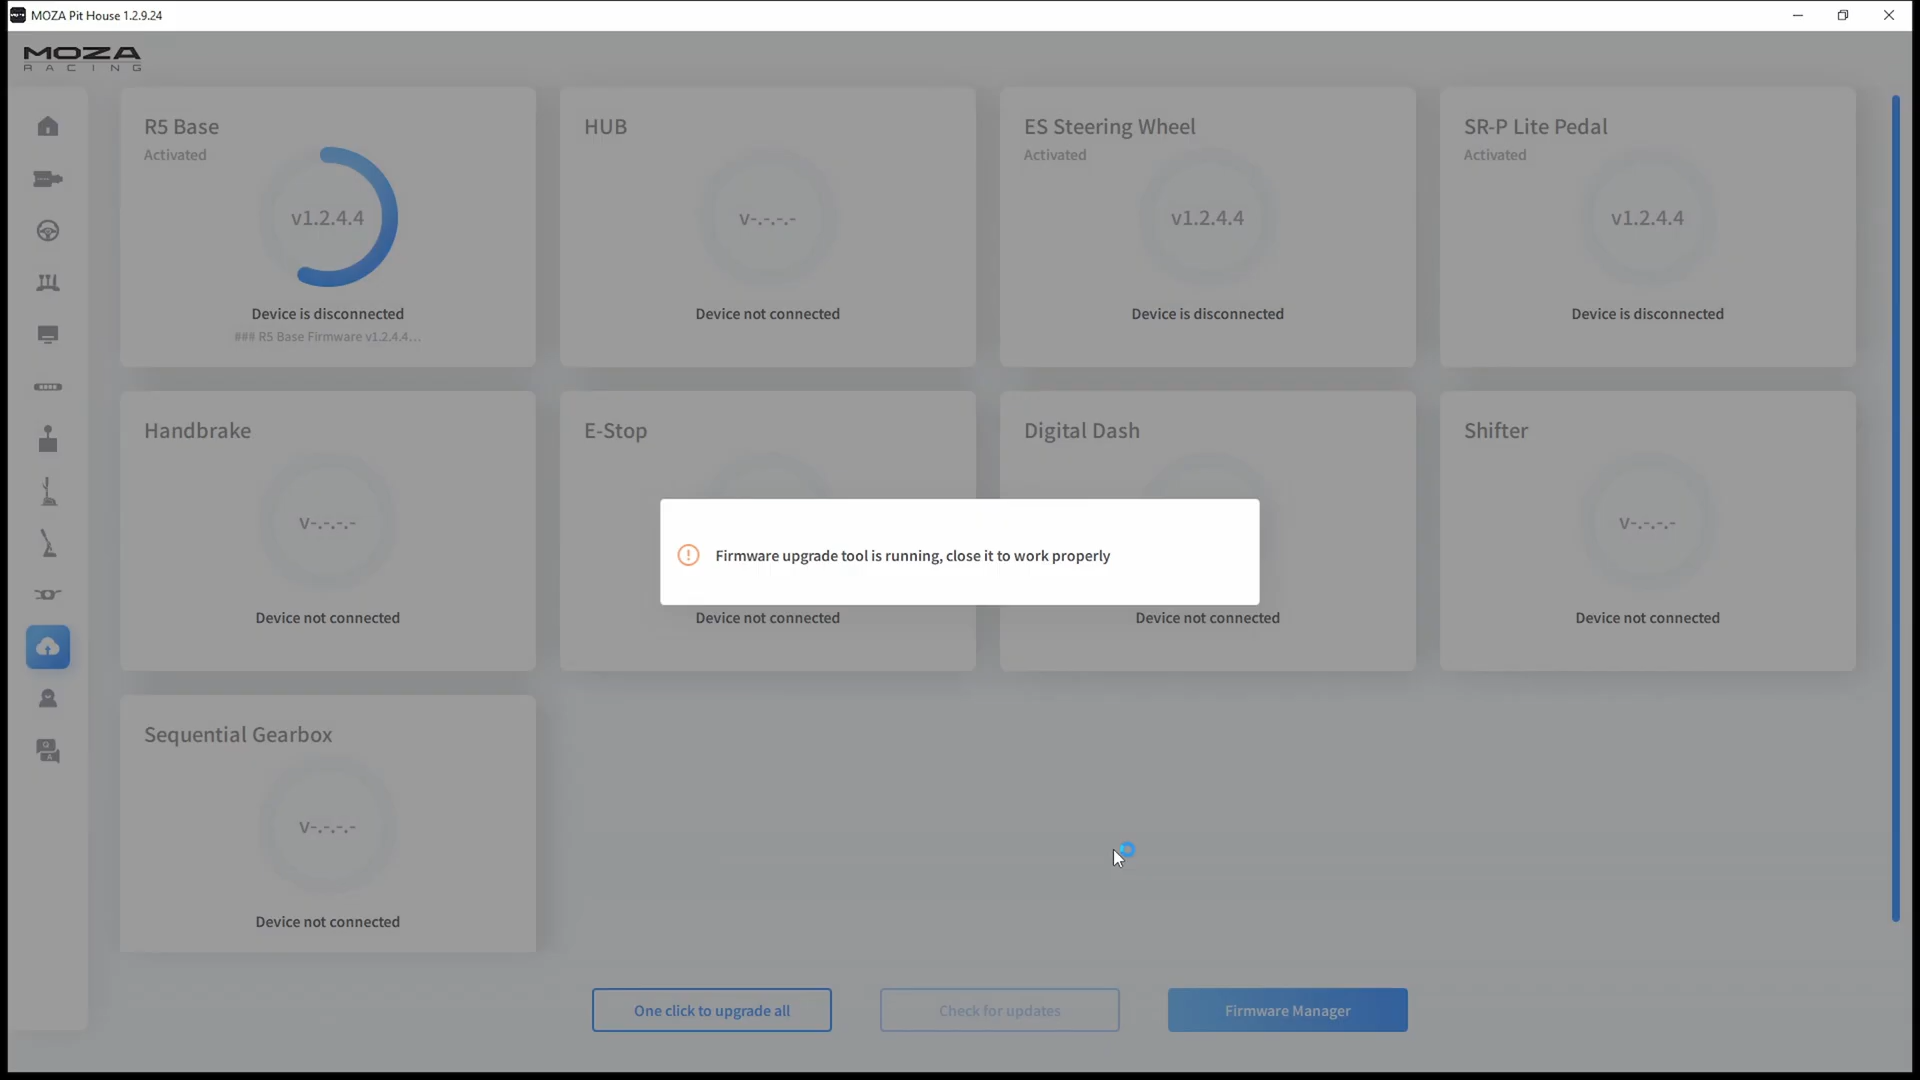 MOZA Pit House 1.2.9.24
MOZA
RACING
R5 Base
Activated
v1.2.4.4
Device is disconnected
### R5 Base Firmware v1.2.4.4...
HUB
v-.-.-.-
Device not connected
ES Steering Wheel
Activated
v1.2.4.4
Device is disconnected
SR-P Lite Pedal
Activated
v1.2.4.4
Device is disconnected
Handbrake
v-.-.-.-
Device not connected
E-Stop
Device not connected
Digital Dash
Device not connected
Shifter
v-.-.-.-
Device not connected
Firmware upgrade tool is running, close it to work properly
Sequential Gearbox
v-.-.-.-
Device not connected
One click to upgrade all
Check for updates
Firmware Manager